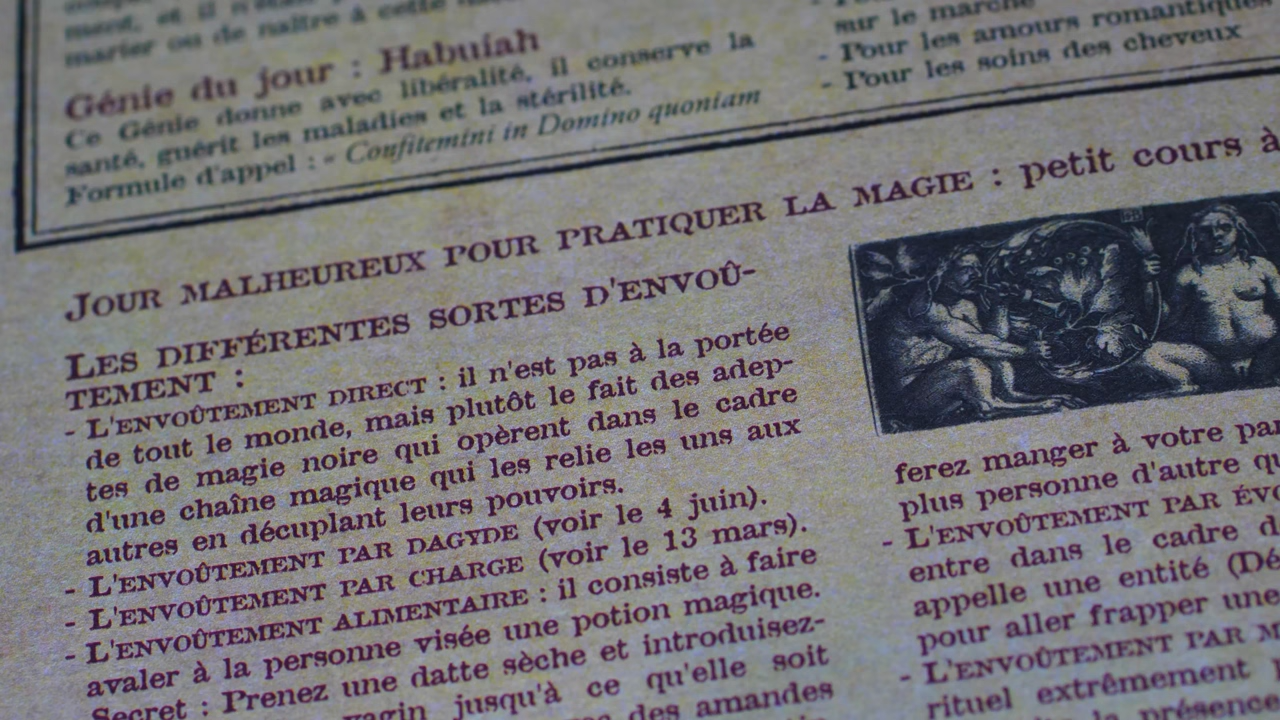 marier ou de naître à cette
Génie du jour : Habuiah
Ce Génie donne avec libéralité, il conserve la
santé, guérit les maladies et la stérilité.
Formule d'appel : « Confitemini in Domino quoniam
sur le marché
- Pour les amours romantiques
- Pour les soins des cheveux
JOUR MALHEUREUX POUR PRATIQUER LA MAGIE : petit cours à
LES DIFFÉRENTES SORTES D'ENVOÛ-
TEMENT :
- L'ENVOÛTEMENT DIRECT : il n'est pas à la portée
de tout le monde, mais plutôt le fait des adep-
tes de magie noire qui opèrent dans le cadre
d'une chaîne magique qui les relie les uns aux
autres en décuplant leurs pouvoirs.
- L'ENVOÛTEMENT PAR DAGYDE (voir le 4 juin).
- L'ENVOÛTEMENT PAR CHARGE (voir le 13 mars).
- L'ENVOÛTEMENT ALIMENTAIRE : il consiste à faire
avaler à la personne visée une potion magique.
Secret : Prenez une datte sèche et introduisez-
vagin jusqu'à ce qu'elle soit
des amandes
ferez manger à votre par
plus personne d'autre qu
- L'ENVOÛTEMENT PAR ÉVO
entre dans le cadre d
appelle une entité (Dé
pour aller frapper une
- L'ENVOÛTEMENT PAR M
rituel extrêmement
la présence